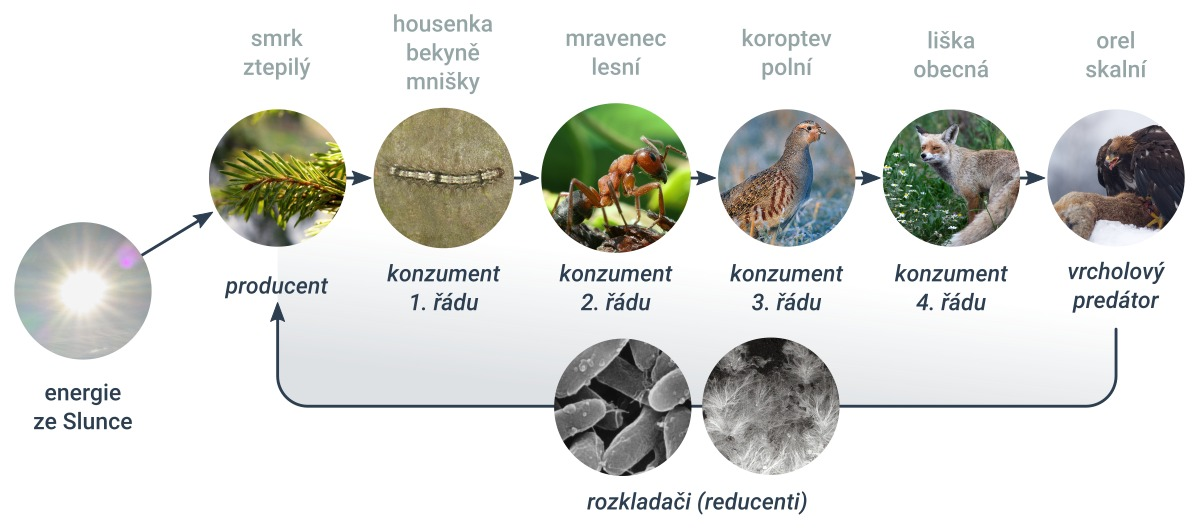 smrk
ztepilý
housenka
bekyně
mnišky
mravenec
lesní
koroptev
polní
liška
obecná
orel
skalní
producent
konzument
1. řádu
konzument
2. řádu
konzument
3. řádu
konzument
4. řádu
vrcholový
predátor
energie
ze Slunce
rozkladači (reducenti)